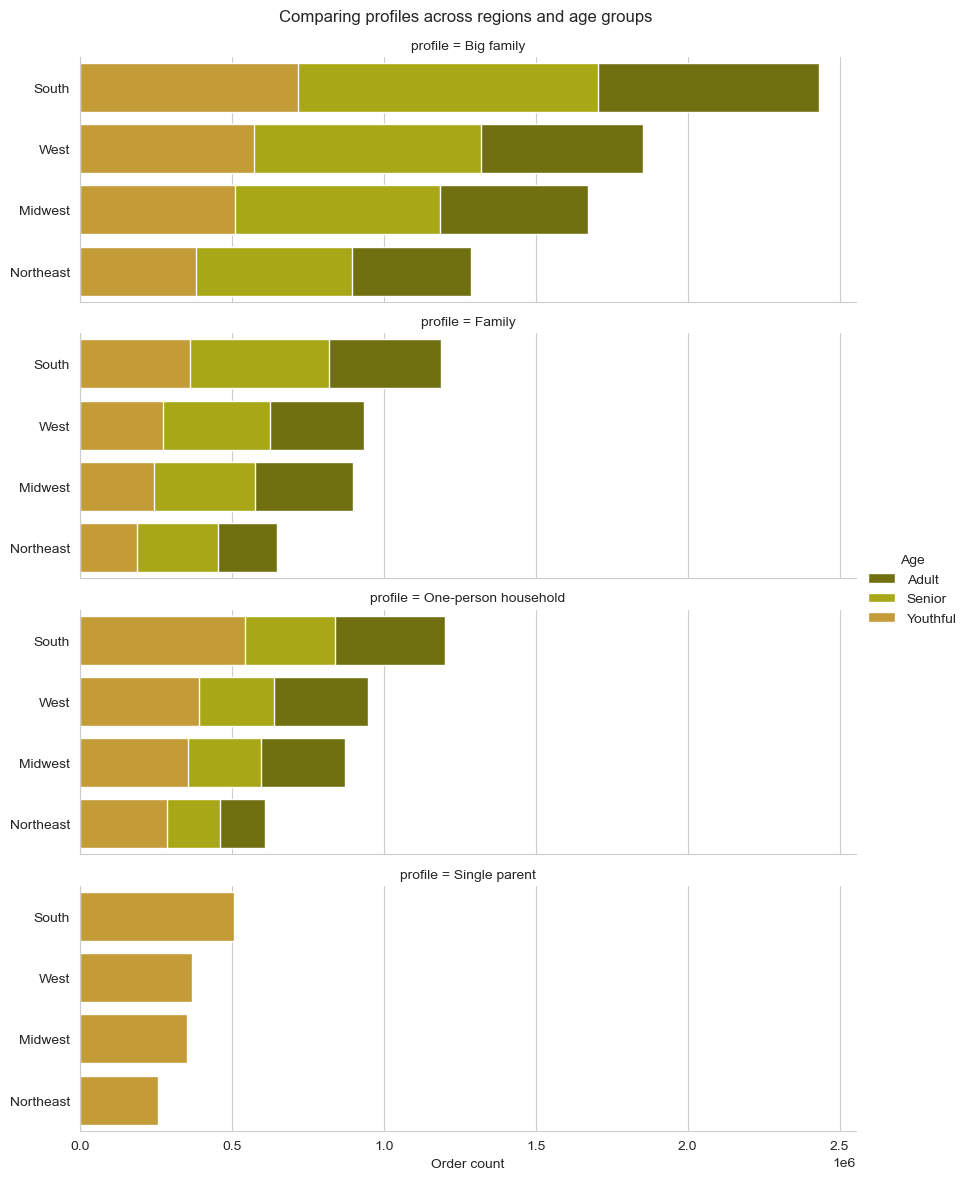 Comparing profiles across regions and age groups
profile = Big family
South
West
Midwest
Northeast
profile = Family
South
West
Midwest
Northeast
Age
Adult
Senior
Youthful
profile = One-person household
South
West
Midwest
Northeast
profile = Single parent
South
West
Midwest
Northeast
0.0 0.5 1.0 1.5 2.0 2.5
Order count
1e6